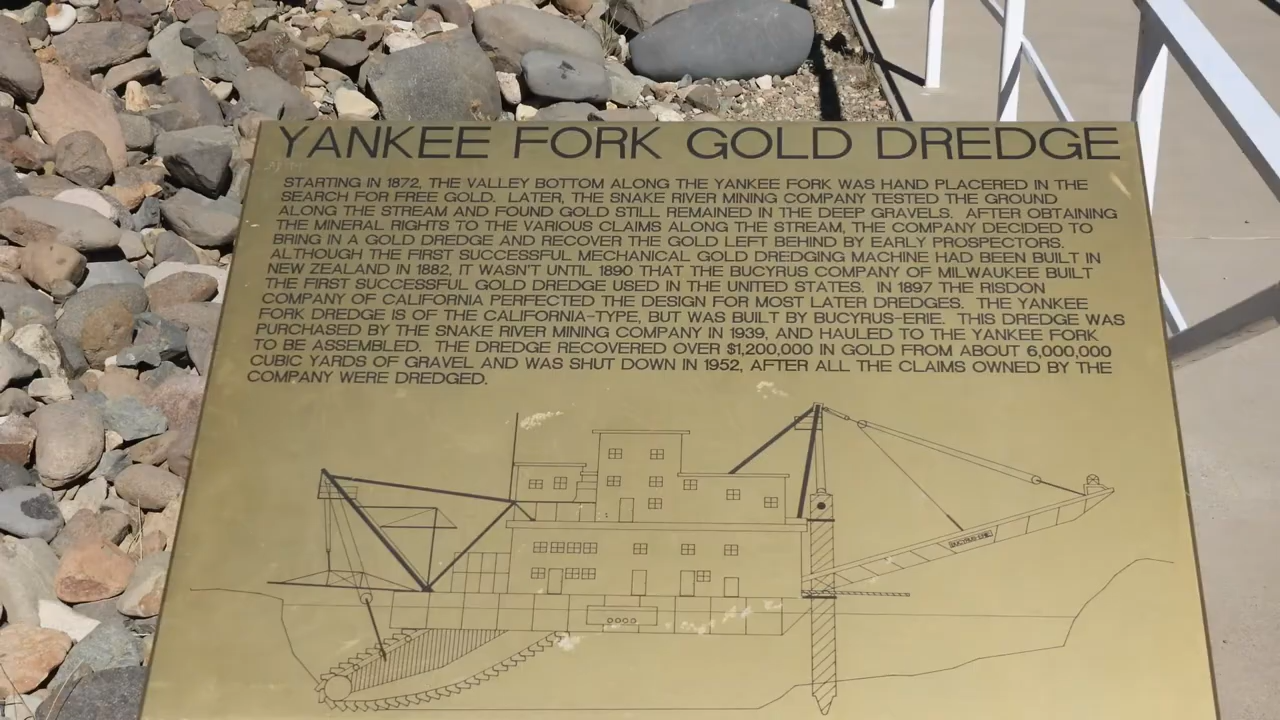 YANKEE FORK GOLD DREDGE
STARTING IN 1872, THE VALLEY BOTTOM ALONG THE YANKEE FORK WAS HAND PLACERED IN THE
SEARCH FOR FREE GOLD. LATER, THE SNAKE RIVER MINING COMPANY TESTED THE GROUND
ALONG THE STREAM AND FOUND GOLD STILL REMAINED IN THE DEEP GRAVELS. AFTER OBTAINING
THE MINERAL RIGHTS TO THE VARIOUS CLAIMS ALONG THE STREAM, THE COMPANY DECIDED TO
BRING IN A GOLD DREDGE AND RECOVER THE GOLD LEFT BEHIND BY EARLY PROSPECTORS.
ALTHOUGH THE FIRST SUCCESSFUL MECHANICAL GOLD DREDGING MACHINE HAD BEEN BUILT IN
NEW ZEALAND IN 1882, IT WASN'T UNTIL 1890 THAT THE BUCYRUS COMPANY OF MILWAUKEE BUILT
THE FIRST SUCCESSFUL GOLD DREDGE USED IN THE UNITED STATES. IN 1897 THE RISDON
COMPANY OF CALIFORNIA PERFECTED THE DESIGN FOR MOST LATER DREDGES. THE YANKEE
FORK DREDGE IS OF THE CALIFORNIA-TYPE, BUT WAS BUILT BY BUCYRUS-ERIE. THIS DREDGE WAS
PURCHASED BY THE SNAKE RIVER MINING COMPANY IN 1939, AND HAULED TO THE YANKEE FORK
TO BE ASSEMBLED. THE DREDGE RECOVERED OVER $1,200,000 IN GOLD FROM ABOUT 6,000,000
CUBIC YARDS OF GRAVEL AND WAS SHUT DOWN IN 1952, AFTER ALL THE CLAIMS OWNED BY THE
COMPANY WERE DREDGED.
BUCYRUS-ERIE